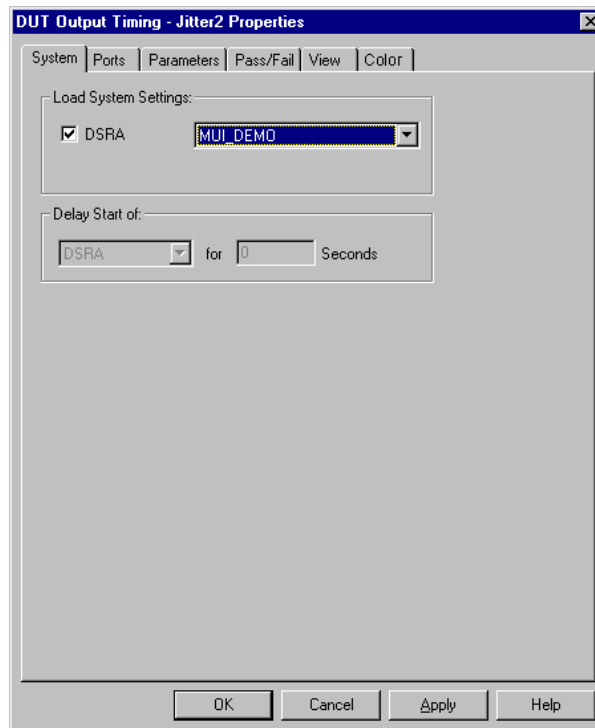 DUT Output Timing - Jitter2 Properties
System Ports Parameters Pass/Fail View Color
Load System Settings:
DSRA MUI_DEMO
Delay Start of:
DSRA for 0 Seconds
OK Cancel Apply Help